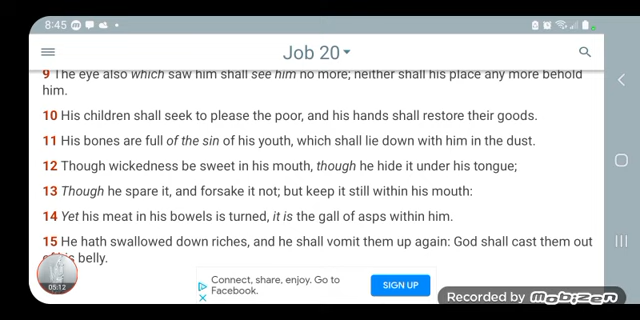 8:45
Job 20
9 The eye also which saw him shall see him no more; neither shall his place any more behold
him.
10 His children shall seek to please the poor, and his hands shall restore their goods.
11 His bones are full of the sin of his youth, which shall lie down with him in the dust.
12 Though wickedness be sweet in his mouth, though he hide it under his tongue;
13 Though he spare it, and forsake it not; but keep it still within his mouth:
14 Yet his meat in his bowels is turned, it is the gall of asps within him.
15 He hath swallowed down riches, and he shall vomit them up again: God shall cast them out
of his belly.
05:12
Connect, share, enjoy. Go to
Facebook.
SIGN UP
Recorded by Mobizen